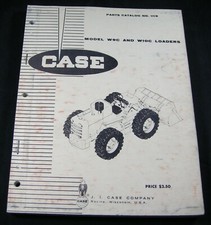 PARTS CATALOG NO.
MODEL W9C AND W10C LOADERS
CASE
PRICE $3.50
J. I. CASE COMPANY
Racine, Wisconsin, U.S.A.